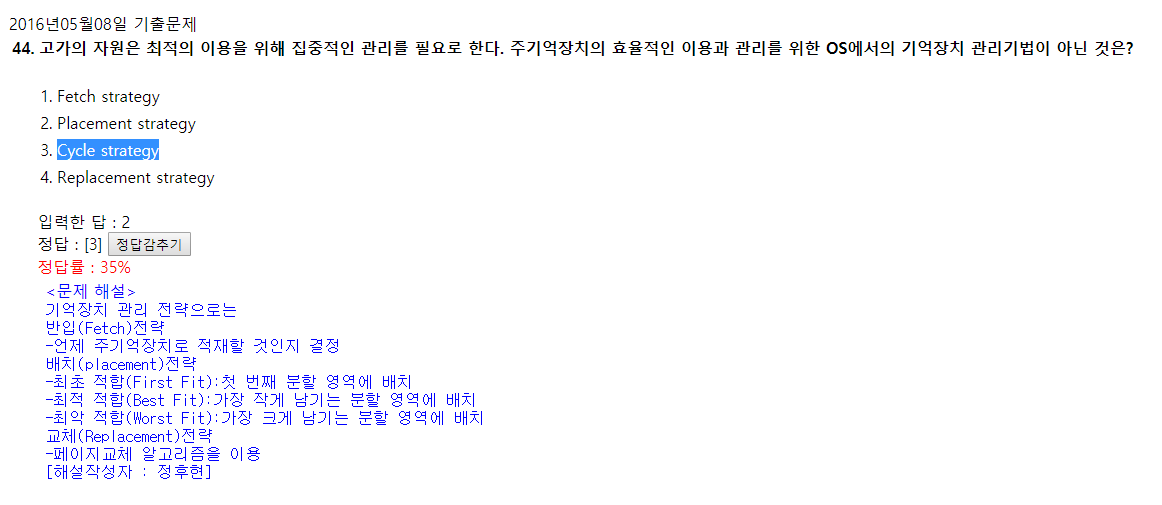 2016년05월08일 기출문제
44. 고가의 자원은 최적의 이용을 위해 집중적인 관리를 필요로 한다. 주기억장치의 효율적인 이용과 관리를 위한 OS에서의 기억장치 관리기법이 아닌 것은?
1. Fetch strategy
2. Placement strategy
3. Cycle strategy
4. Replacement strategy
입력한 답 : 2
정답 : [3] 정답감추기
정답률 : 35%
<문제 해설>
기억장치 관리 전략으로는
반입(Fetch)전략
-언제 주기억장치로 적재할 것인지 결정
배치(placement)전략
-최초 적합(First Fit):첫 번째 분할 영역에 배치
-최적 적합(Best Fit):가장 작게 남기는 분할 영역에 배치
-최악 적합(Worst Fit):가장 크게 남기는 분할 영역에 배치
교체(Replacement)전략
-페이지교체 알고리즘을 이용
[해설작성자 : 정후현]